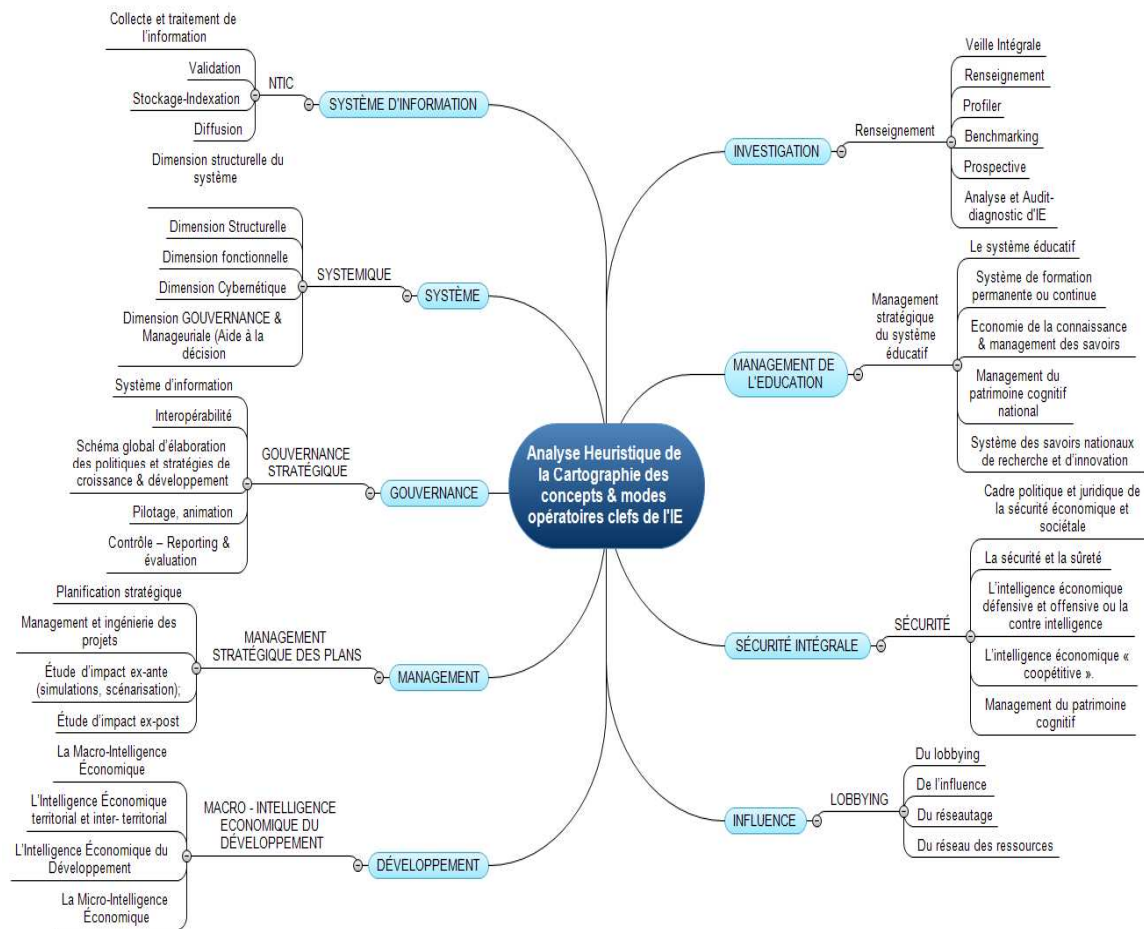 Collecte et traitement de
l'information
Validation
Stockage-Indexation
Diffusion
Dimension structurelle du
système
NTIC
SYSTÈME D'INFORMATION
Dimension Structurelle
Dimension fonctionnelle
Dimension Cybernétique
Dimension GOUVERNANCE &
Manageuriale (Aide à la
décision
SYSTEMIQUE
SYSTÈME
Système d'information
Interopérabilité
Schéma global d'élaboration
des politiques et stratégies de
croissance & développement
Pilotage, animation
Contrôle – Reporting &
évaluation
GOUVERNANCE
STRATÉGIQUE
GOUVERNANCE
Planification stratégique
Management et ingénierie des
projets
Étude d'impact ex-ante
(simulations, scénarisation);
Étude d'impact ex-post
MANAGEMENT
STRATÉGIQUE DES PLANS
MANAGEMENT
La Macro-Intelligence
Économique
L'Intelligence Économique
territorial et inter- territorial
L'Intelligence Économique du
Développement
La Micro-Intelligence
Économique
MACRO - INTELLIGENCE
ECONOMIQUE DU
DÉVELOPPEMENT
DÉVELOPPEMENT
Analyse Heuristique de
la Cartographie des
concepts & modes
opératoires clefs de l'IE
INVESTIGATION
Renseignement
Veille Intégrale
Renseignement
Profiler
Benchmarking
Prospective
Analyse et Audit-
diagnostic d'IE
MANAGEMENT DE
L'EDUCATION
Management
stratégique
du système
éducatif
Le système éducatif
Système de formation
permanente ou continue
Economie de la connaissance
& management des savoirs
Management du
patrimoine cognitif
national
Système des savoirs nationaux
de recherche et d'innovation
SÉCURITÉ INTÉGRALE
SÉCURITÉ
Cadre politique et juridique de
la sécurité économique et
sociétale
La sécurité et la sûreté
L'intelligence économique
défensive et offensive ou la
contre intelligence
L'intelligence économique «
coopétitive ».
Management du patrimoine
cognitif
INFLUENCE
LOBBYING
Du lobbying
De l'influence
Du réseautage
Du réseau des ressources